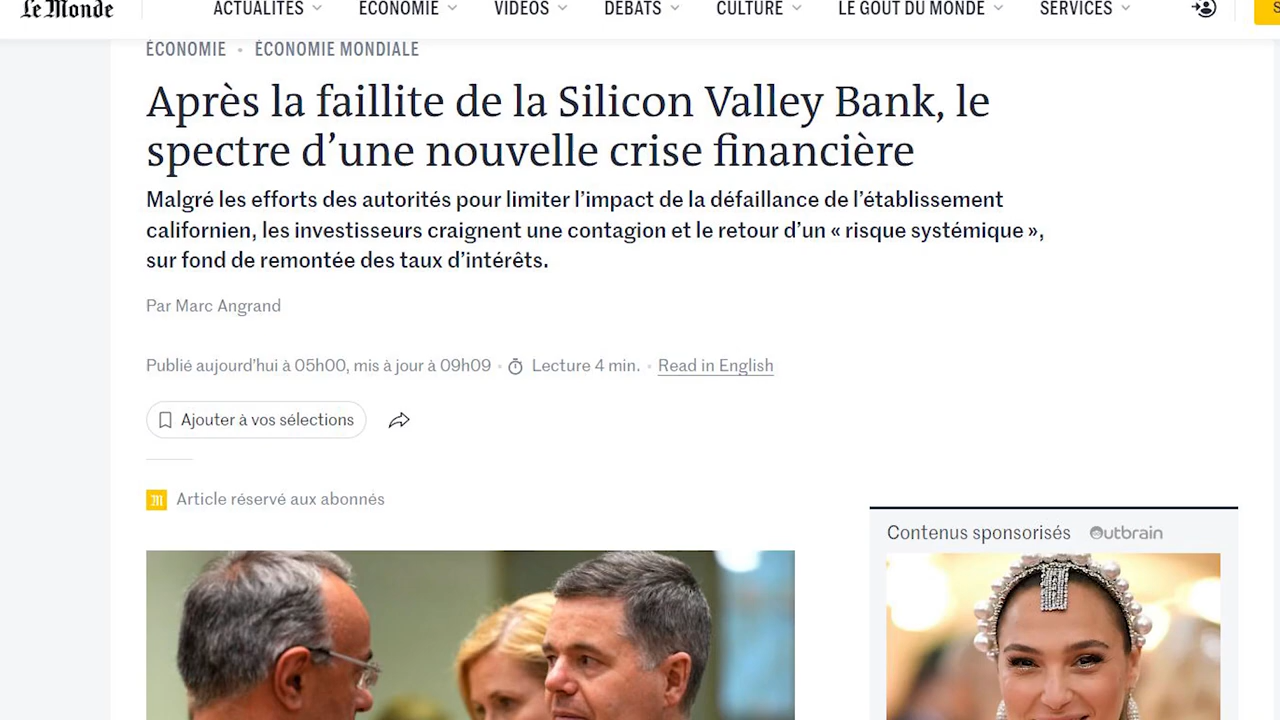 Le Monde
ACTUALITÉS
ÉCONOMIE
VIDÉOS
DÉBATS
CULTURE
LE GOÛT DU MONDE
SERVICES
ÉCONOMIE • ÉCONOMIE MONDIALE
Après la faillite de la Silicon Valley Bank, le
spectre d’une nouvelle crise financière
Malgré les efforts des autorités pour limiter l’impact de la défaillance de l’établissement
californien, les investisseurs craignent une contagion et le retour d’un « risque systémique »,
sur fond de remontée des taux d’intérêts.
Par Marc Angrand
Publié aujourd’hui à 05h00, mis à jour à 09h09 • Lecture 4 min. • Read in English
Ajouter à vos sélections
Article réservé aux abonnés
Contenus sponsorisés Outbrain